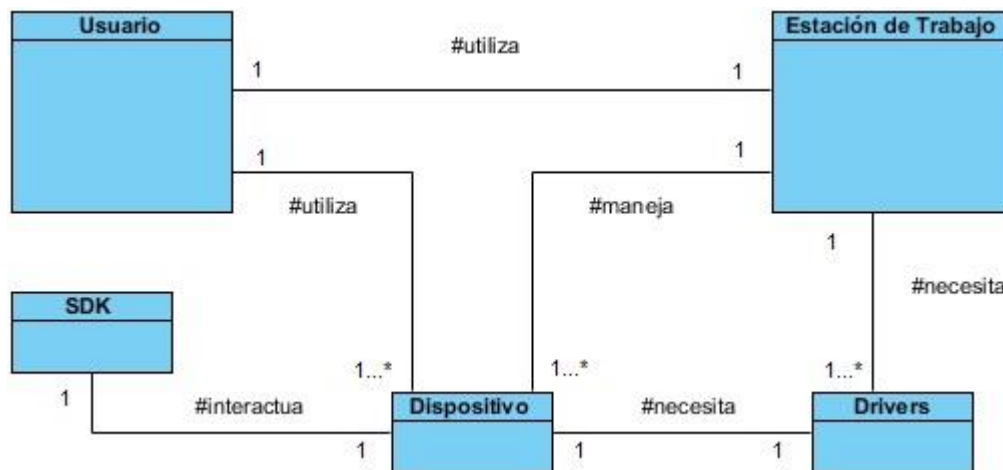 Usuario
Estación de Trabajo
#utiliza
1
1
1
1
#utiliza
#maneja
1
#necesita
SDK
1...*
1...*
1...*
1
#interactua
Dispositivo
#necesita
Drivers
1
1
1